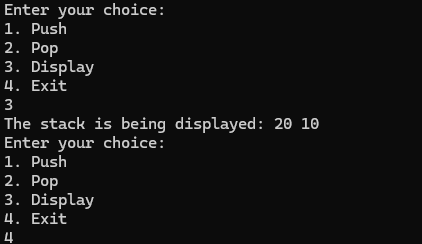 Enter your choice:
1. Push
2. Pop
3. Display
4. Exit
3
The stack is being displayed: 20 10
Enter your choice:
1. Push
2. Pop
3. Display
4. Exit
4